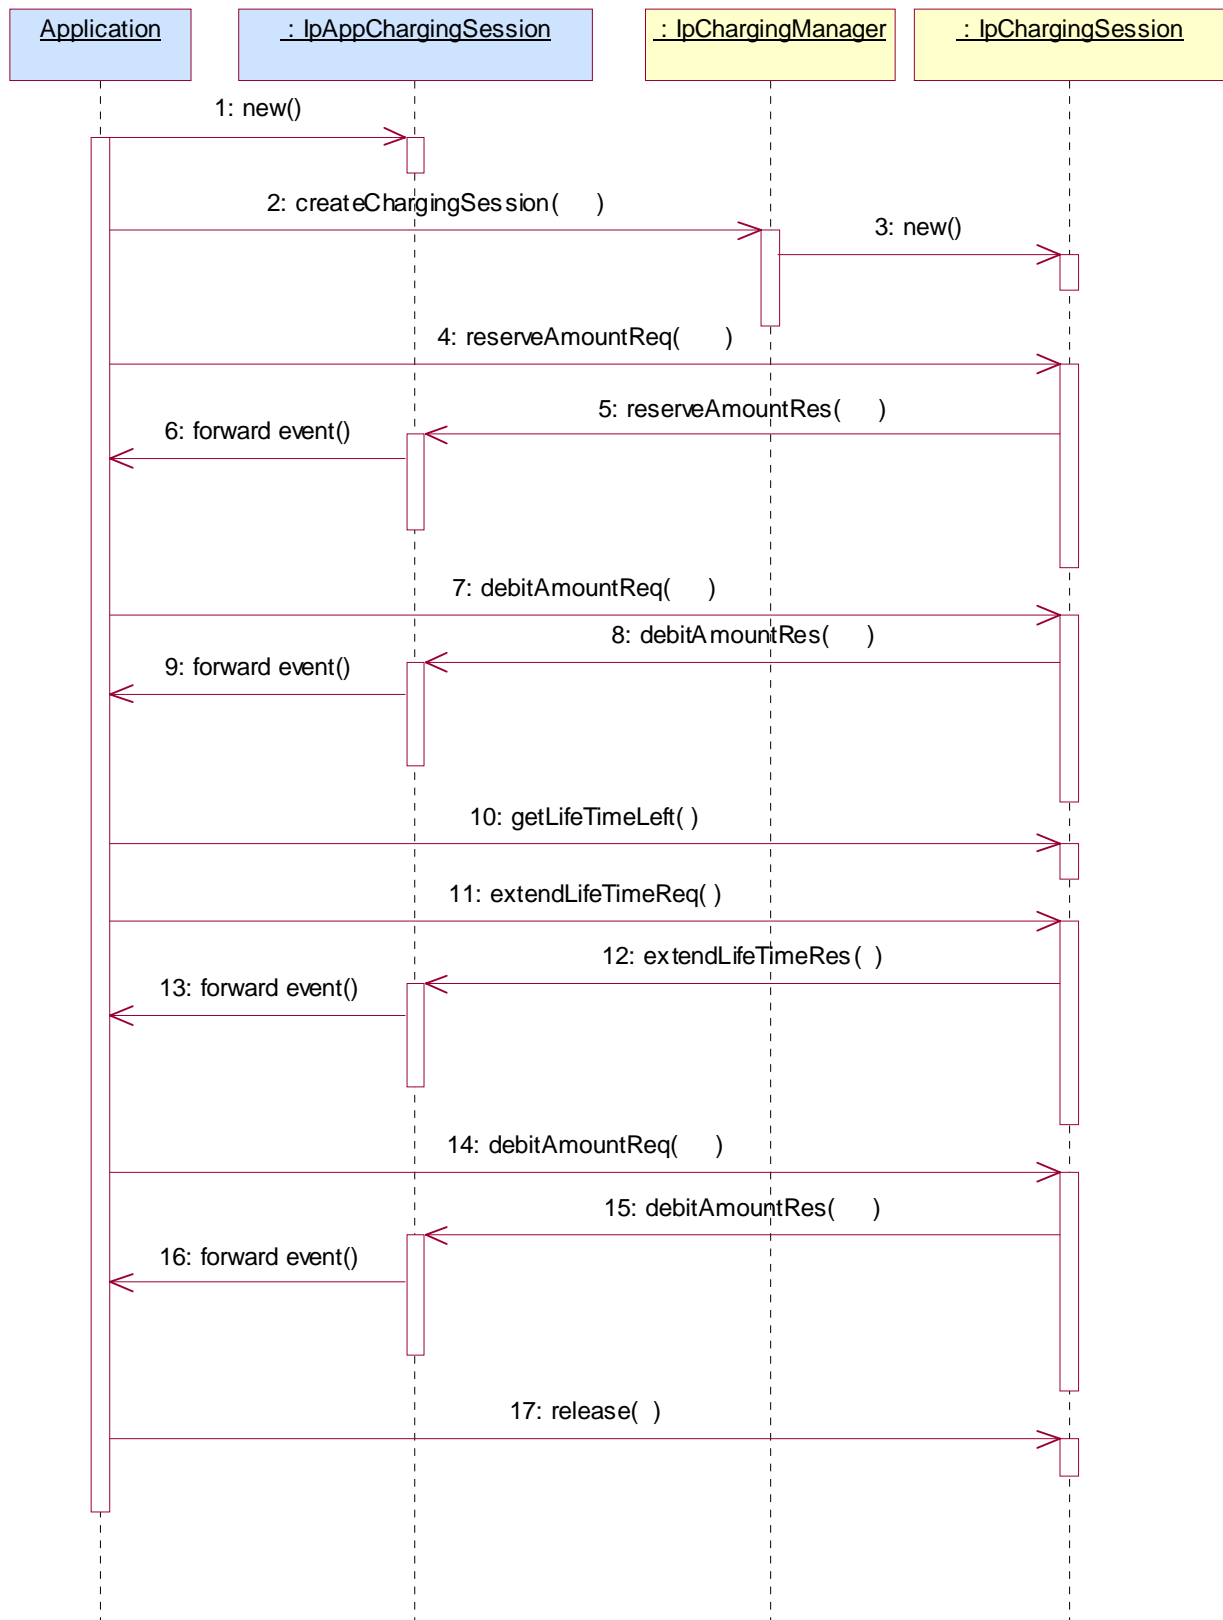 Application
: IpAppChargingSession
: IpChargingManager
: IpChargingSession
1: new()
2: createChargingSession( )
3: new()
4: reserveAmountReq( )
5: reserveAmountRes( )
6: forward event()
7: debitAmountReq( )
8: debitAmountRes( )
9: forward event()
10: getLifeTimeLeft( )
11: extendLifeTimeReq( )
12: extendLifeTimeRes( )
13: forward event()
14: debitAmountReq( )
15: debitAmountRes( )
16: forward event()
17: release( )